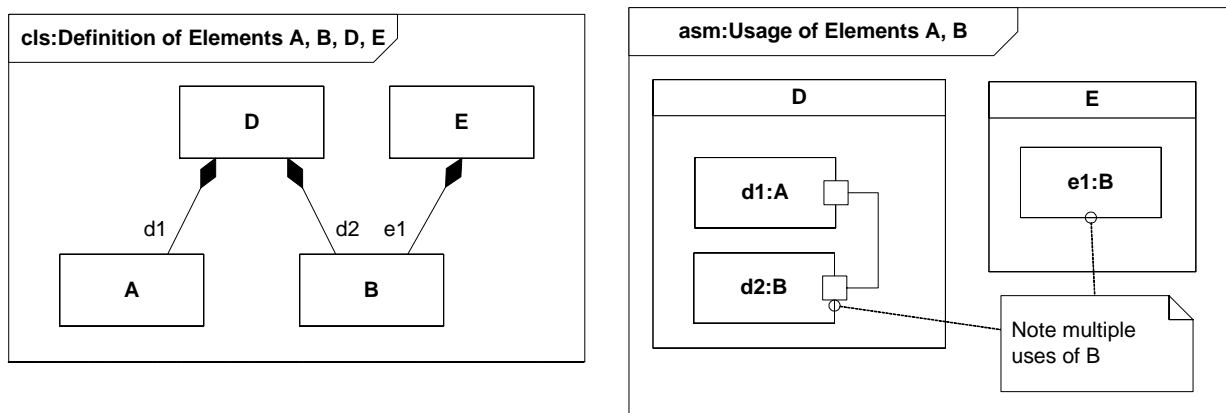 cls:Definition of Elements A, B, D, E
D
E
d1
d2
e1
A
B
asm:Usage of Elements A, B
D
E
d1:A
e1:B
d2:B
Note multiple
uses of B